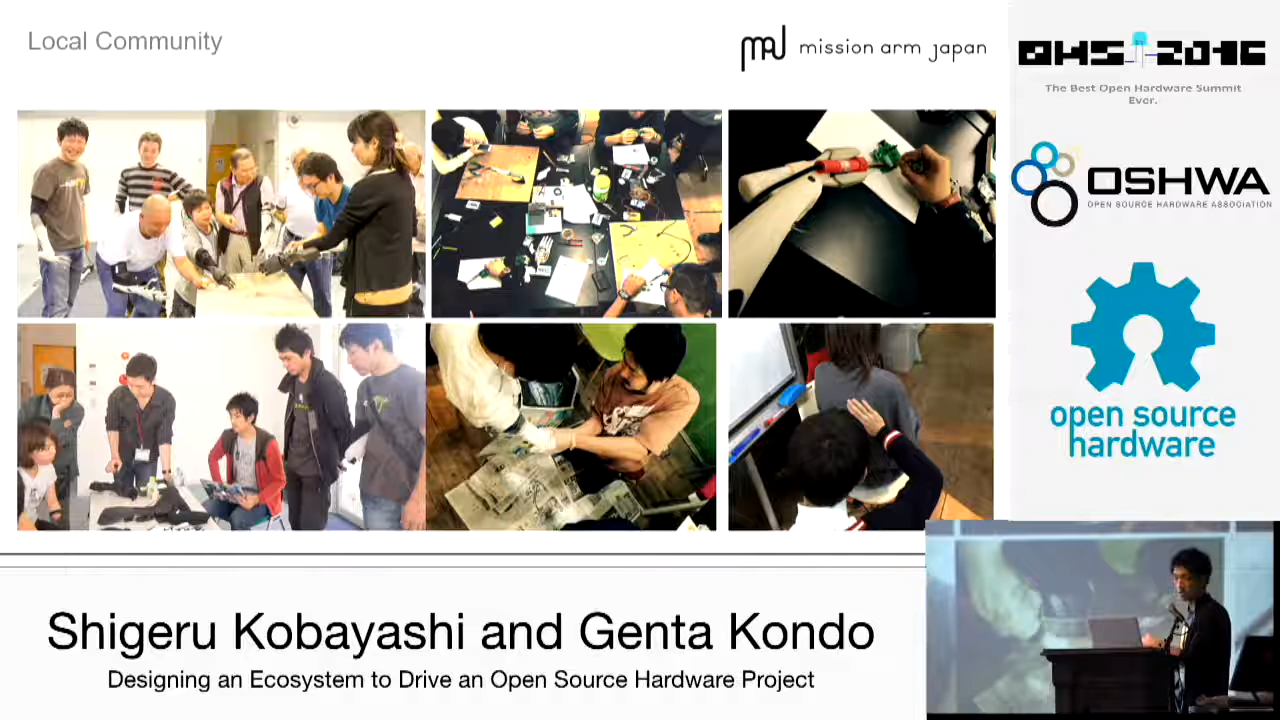 Local Community
maj mission arm japan
OHS 2016
The Best Open Hardware Summit
Ever.
OSHWA
OPEN SOURCE HARDWARE ASSOCIATION
open source
hardware
Shigeru Kobayashi and Genta Kondo
Designing an Ecosystem to Drive an Open Source Hardware Project